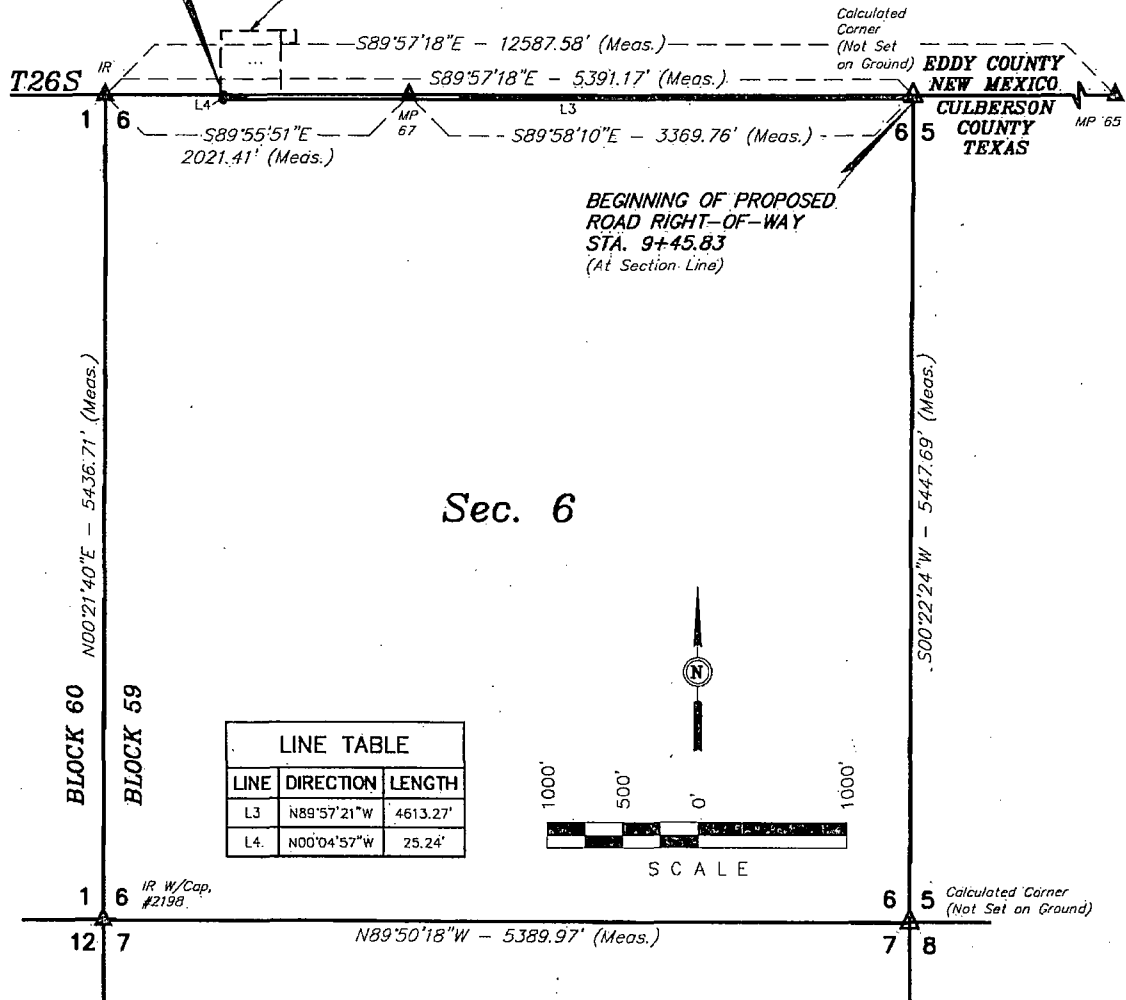 Calculated
Corner
(Not Set
on Ground)
S89°57'18"E - 12587.58' (Meas.)
IR
S89°57'18"E - 5391.17' (Meas.)
EDDY COUNTY
NEW MEXICO
T26S
L4
L3
CULBERSON
COUNTY
TEXAS
MP 65
1 6
MP
67
6 5
S89°55'51"E
2021.41' (Meas.)
S89°58'10"E - 3369.76' (Meas.)
BEGINNING OF PROPOSED
ROAD RIGHT-OF-WAY
STA. 9+45.83
(At Section Line)
N00°21'40"E - 5436.71' (Meas.)
S00°22'24"W - 5447.69' (Meas.)
Sec. 6
N
BLOCK 60
BLOCK 59
LINE TABLE
LINE DIRECTION LENGTH
L3 N89°57'21"W 4613.27'
L4 N00°04'57"W 25.24'
1000' 500' 0' 1000'
SCALE
1 6
IR W/Cap,
#2198
12 7
6 5
Calculated Corner
(Not Set on Ground)
7 8
N89°50'18"W - 5389.97' (Meas.)